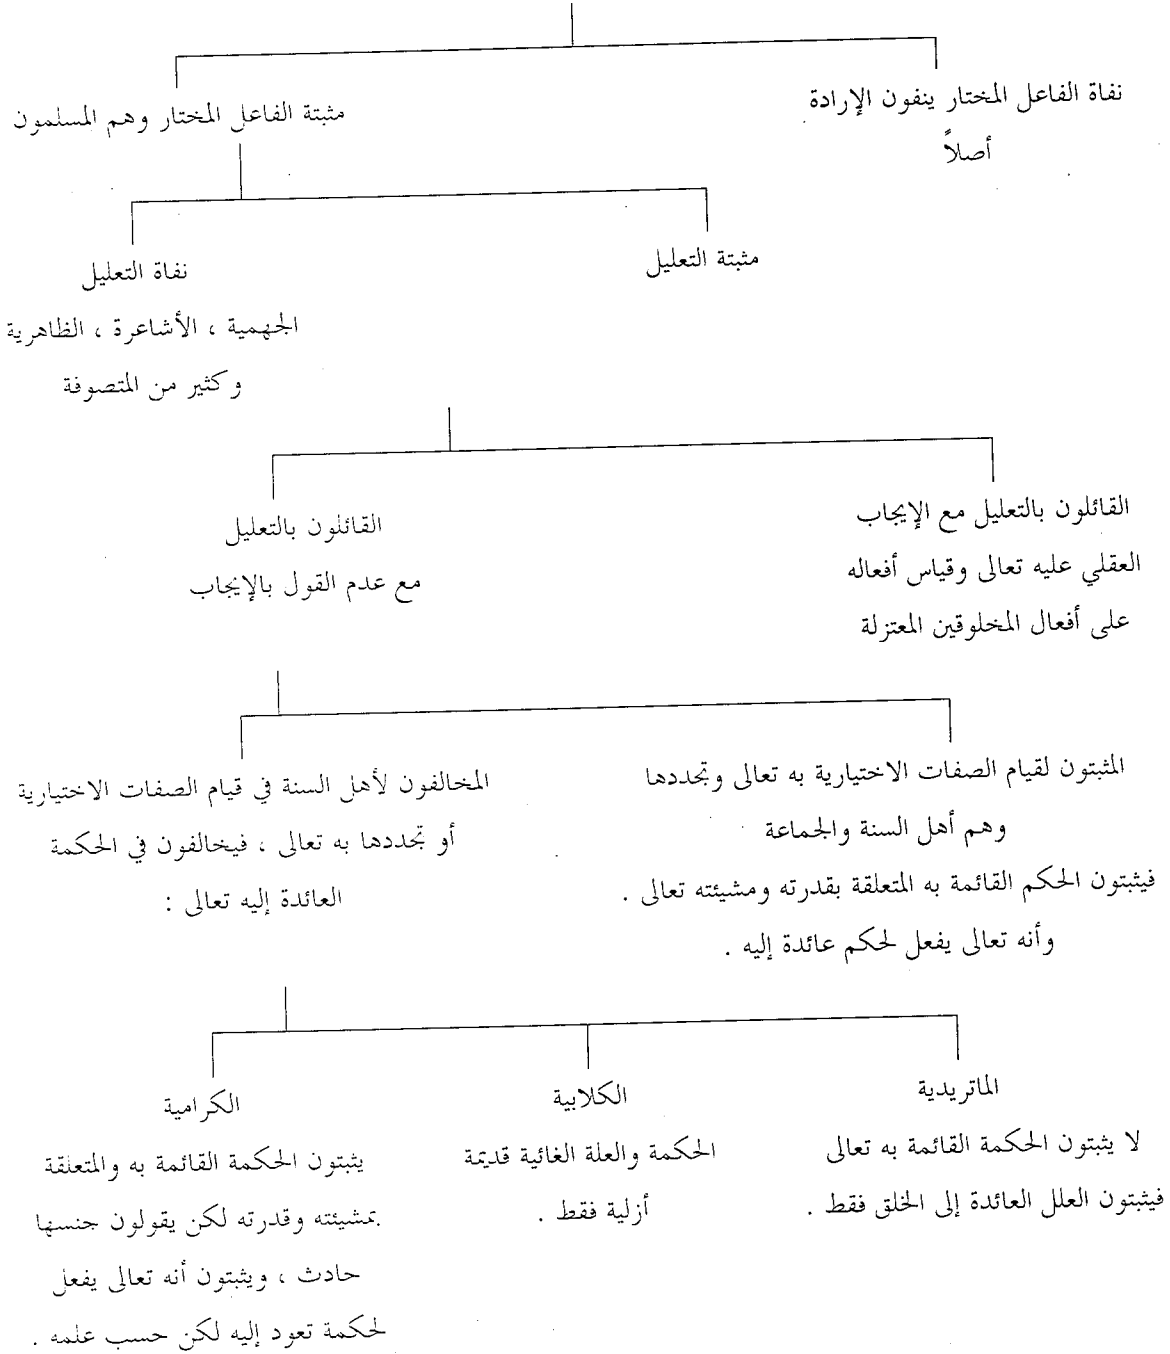 نفاة الفاعل المختار ينفون الإرادة
أصلاً
مثبتة الفاعل المختار وهم المسلمون
مثبتة التعليل
نفاة التعليل
الجهمية ، الأشاعرة ، الظاهرية
وكثير من المتصوفة
القائلون بالتعليل مع الإيجاب
العقلي عليه تعالى وقياس أفعاله
على أفعال المخلوقين المعتزلة
القائلون بالتعليل
مع عدم القول بالإيجاب
المثبتون لقيام الصفات الاختيارية به تعالى وتجددها
وهم أهل السنة والجماعة
فيثبتون الحكم القائمة به المتعلقة بقدرته ومشيئته تعالى .
وأنه تعالى يفعل لحكم عائدة إليه .
المخالفون لأهل السنة في قيام الصفات الاختيارية
أو تجددها به تعالى ، فيخالفون في الحكمة
العائدة إليه تعالى :
الماتريدية
لا يثبتون الحكمة القائمة به تعالى
فيثبتون العلل العائدة إلى الخلق فقط .
الكلابية
الحكمة والعلة الغائية قديمة
أزلية فقط .
الكرامية
يثبتون الحكمة القائمة به والمتعلقة
بمشيئته وقدرته لكن يقولون جنسها
حادث ، ويثبتون أنه تعالى يفعل
لحكمة تعود إليه لكن حسب علمه .